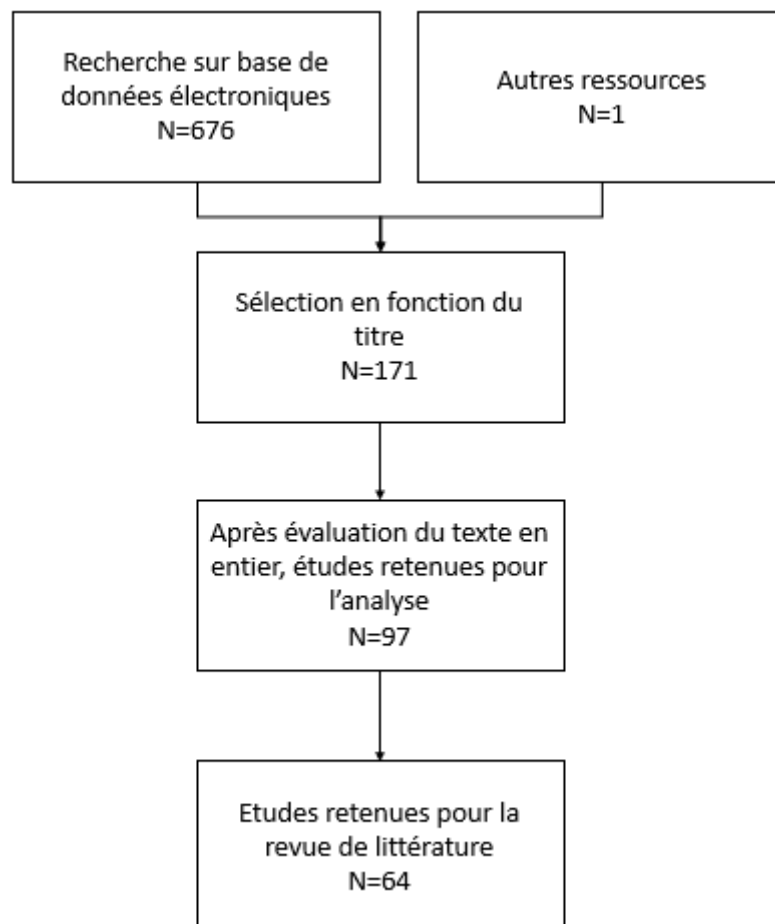 Recherche sur base de
données électroniques
N=676
Autres ressources
N=1
Sélection en fonction du
titre
N=171
Après évaluation du texte en
entier, études retenues pour
l'analyse
N=97
Etudes retenues pour la
revue de littérature
N=64